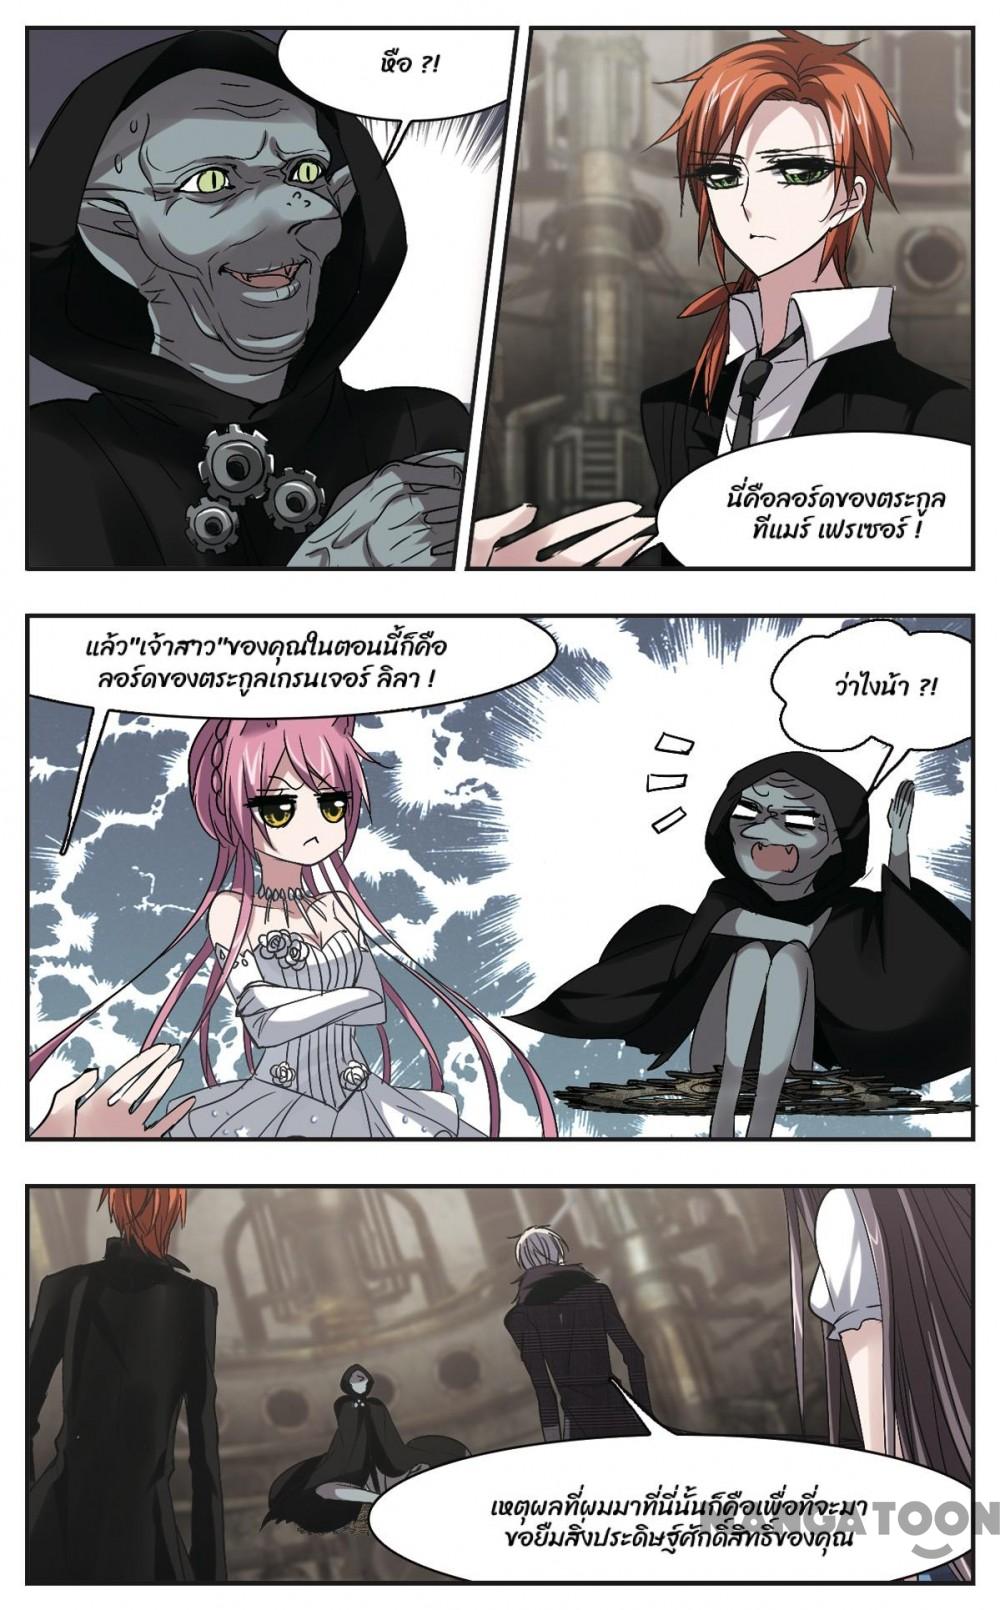 หือ ?!
นี่คือลอร์ดของตระกูล
ทีแมร์ เฟรเซอร์ !
แล้ว"เจ้าสาว"ของคุณในตอนนี้ก็คือ
ลอร์ดของตระกูลเกรนเจอร์ ลิลา !
ว่าไงน้า ?!
เหตุผลที่ผมมาที่นี่นั้นก็คือเพื่อที่จะมา
ขอยืมสิ่งประดิษฐ์ศักดิ์สิทธิ์ของคุณ
MANGATOON